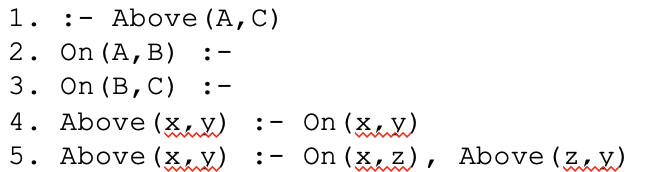 1. :- Above(A,C)
2. On(A,B) :-
3. On(B,C) :-
4. Above(x,y) :- On(x,y)
5. Above(x,y) :- On(x,z), Above(z,y)